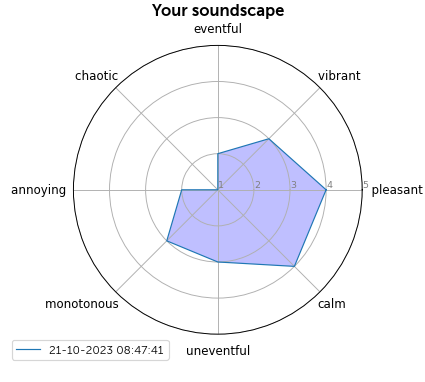 Your soundscape
eventful
chaotic
vibrant
annoying
1 2 3 4 5
pleasant
monotonous
calm
uneventful
21-10-2023 08:47:41